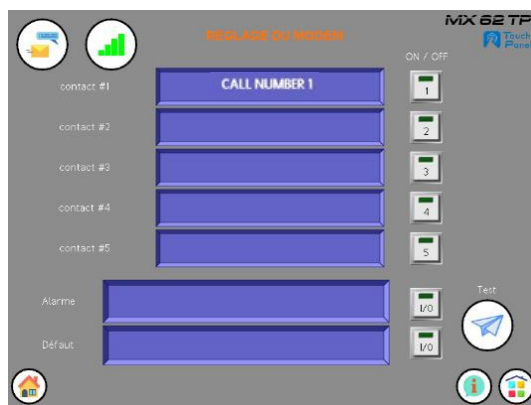 REGLAGE DU MODEM
MX 62 TP
Touch
Panel
ON / OFF
contact #1
CALL NUMBER 1
1
contact #2
2
contact #3
3
contact #4
4
contact #5
5
Alarme
I/O
Test
Défaut
I/O